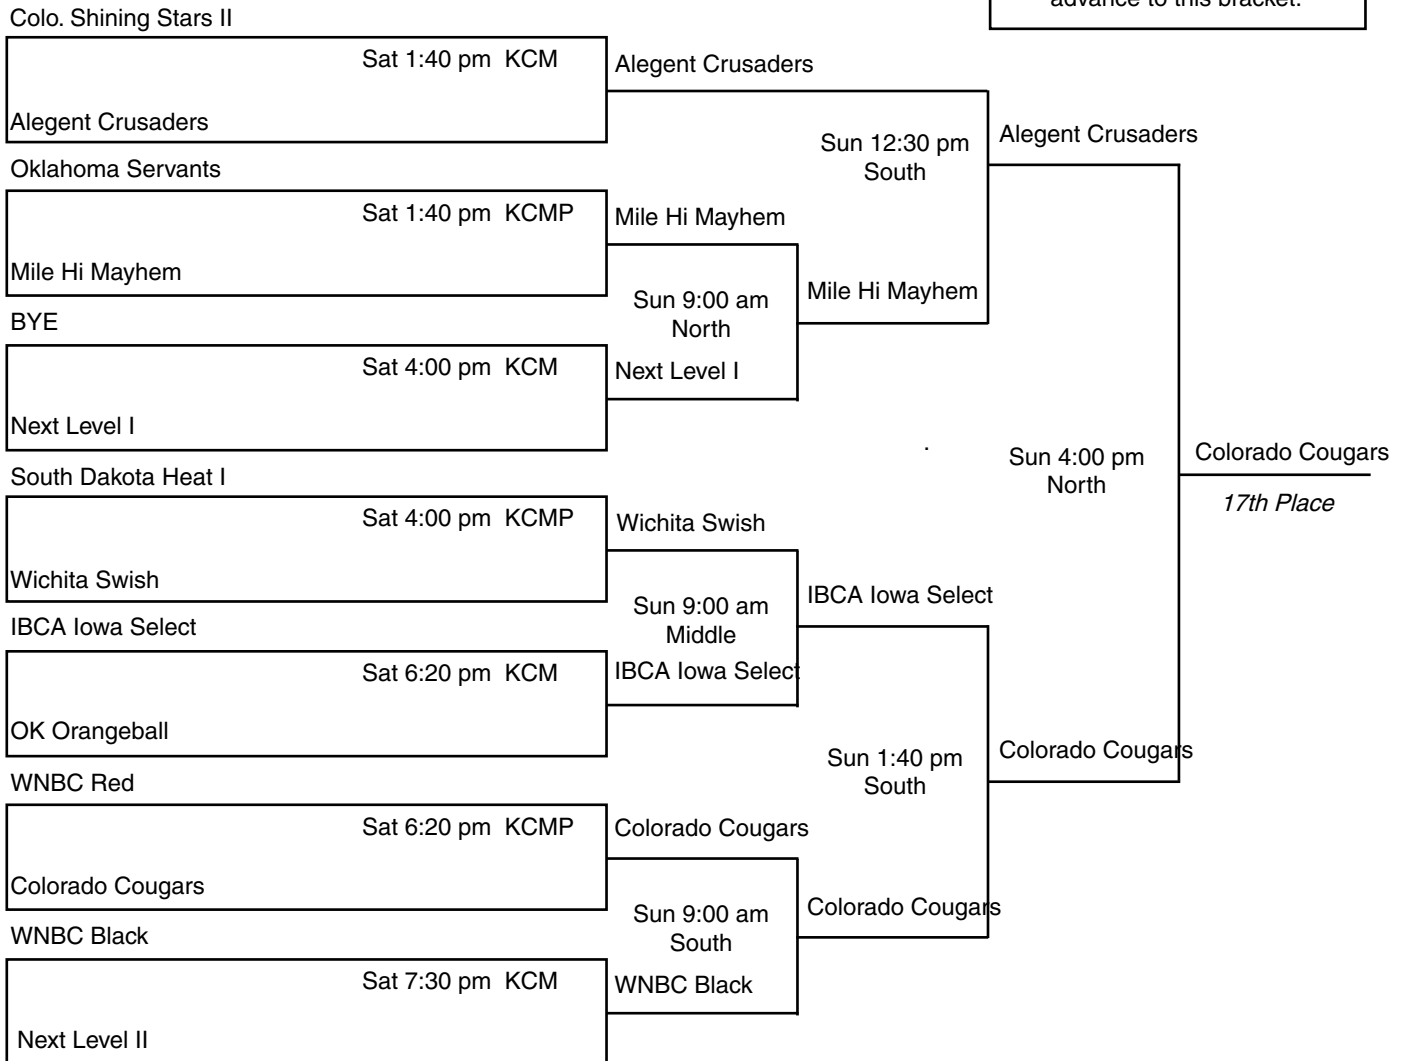 advance to this bracket.
Colo. Shining Stars II
Sat 1:40 pm KCM
Alegent Crusaders
Alegent Crusaders
Oklahoma Servants
Sat 1:40 pm KCMP
Mile Hi Mayhem
Mile Hi Mayhem
BYE
Sat 4:00 pm KCM
Next Level I
Next Level I
South Dakota Heat I
Sat 4:00 pm KCMP
Wichita Swish
Wichita Swish
IBCA Iowa Select
Sat 6:20 pm KCM
OK Orangeball
IBCA Iowa Select
WNBC Red
Sat 6:20 pm KCMP
Colorado Cougars
Colorado Cougars
WNBC Black
Sat 7:30 pm KCM
Next Level II
WNBC Black
Sun 9:00 am
North
Mile Hi Mayhem
Sun 9:00 am
Middle
IBCA Iowa Select
Sun 9:00 am
South
Colorado Cougars
Sun 12:30 pm
South
Alegent Crusaders
Sun 1:40 pm
South
Colorado Cougars
Sun 4:00 pm
North
Colorado Cougars
17th Place